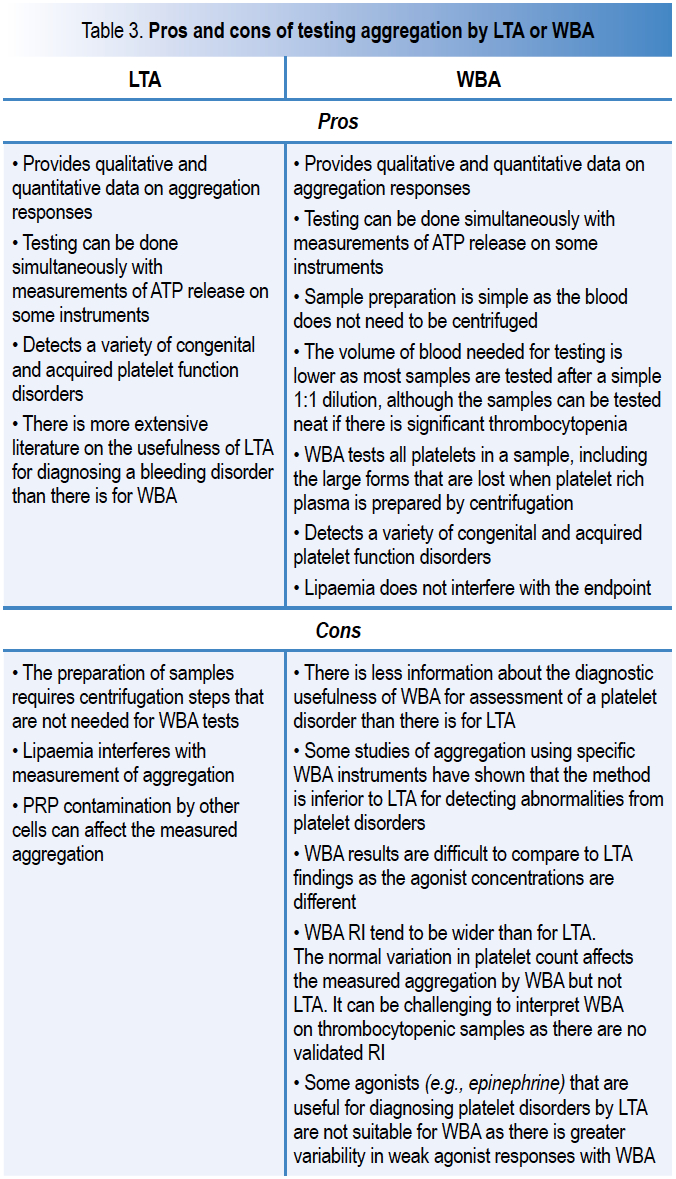 Table 3. Pros and cons of testing aggregation by LTA or WBA
LTA
WBA
Pros
• Provides qualitative and
quantitative data on aggregation
responses
• Testing can be done
simultaneously with
measurements of ATP release on
some instruments
• Detects a variety of congenital
and acquired platelet function
disorders
• There is more extensive
literature on the usefulness of LTA
for diagnosing a bleeding disorder
than there is for WBA
• Provides qualitative and quantitative data on
aggregation responses
• Testing can be done simultaneously with
measurements of ATP release on some
instruments
• Sample preparation is simple as the blood
does not need to be centrifuged
• The volume of blood needed for testing is
lower as most samples are tested after a simple
1:1 dilution, although the samples can be tested
neat if there is significant thrombocytopenia
• WBA tests all platelets in a sample, including
the large forms that are lost when platelet rich
plasma is prepared by centrifugation
• Detects a variety of congenital and acquired
platelet function disorders
• Lipaemia does not interfere with the endpoint
Cons
• The preparation of samples
requires centrifugation steps that
are not needed for WBA tests
• Lipaemia interferes with
measurement of aggregation
• PRP contamination by other
cells can affect the measured
aggregation
• There is less information about the diagnostic
usefulness of WBA for assessment of a platelet
disorder than there is for LTA
• Some studies of aggregation using specific
WBA instruments have shown that the method
is inferior to LTA for detecting abnormalities from
platelet disorders
• WBA results are difficult to compare to LTA
findings as the agonist concentrations are
different
• WBA RI tend to be wider than for LTA.
The normal variation in platelet count affects
the measured aggregation by WBA but not
LTA. It can be challenging to interpret WBA
on thrombocytopenic samples as there are no
validated RI
• Some agonists (e.g., epinephrine) that are
useful for diagnosing platelet disorders by LTA
are not suitable for WBA as there is greater
variability in weak agonist responses with WBA